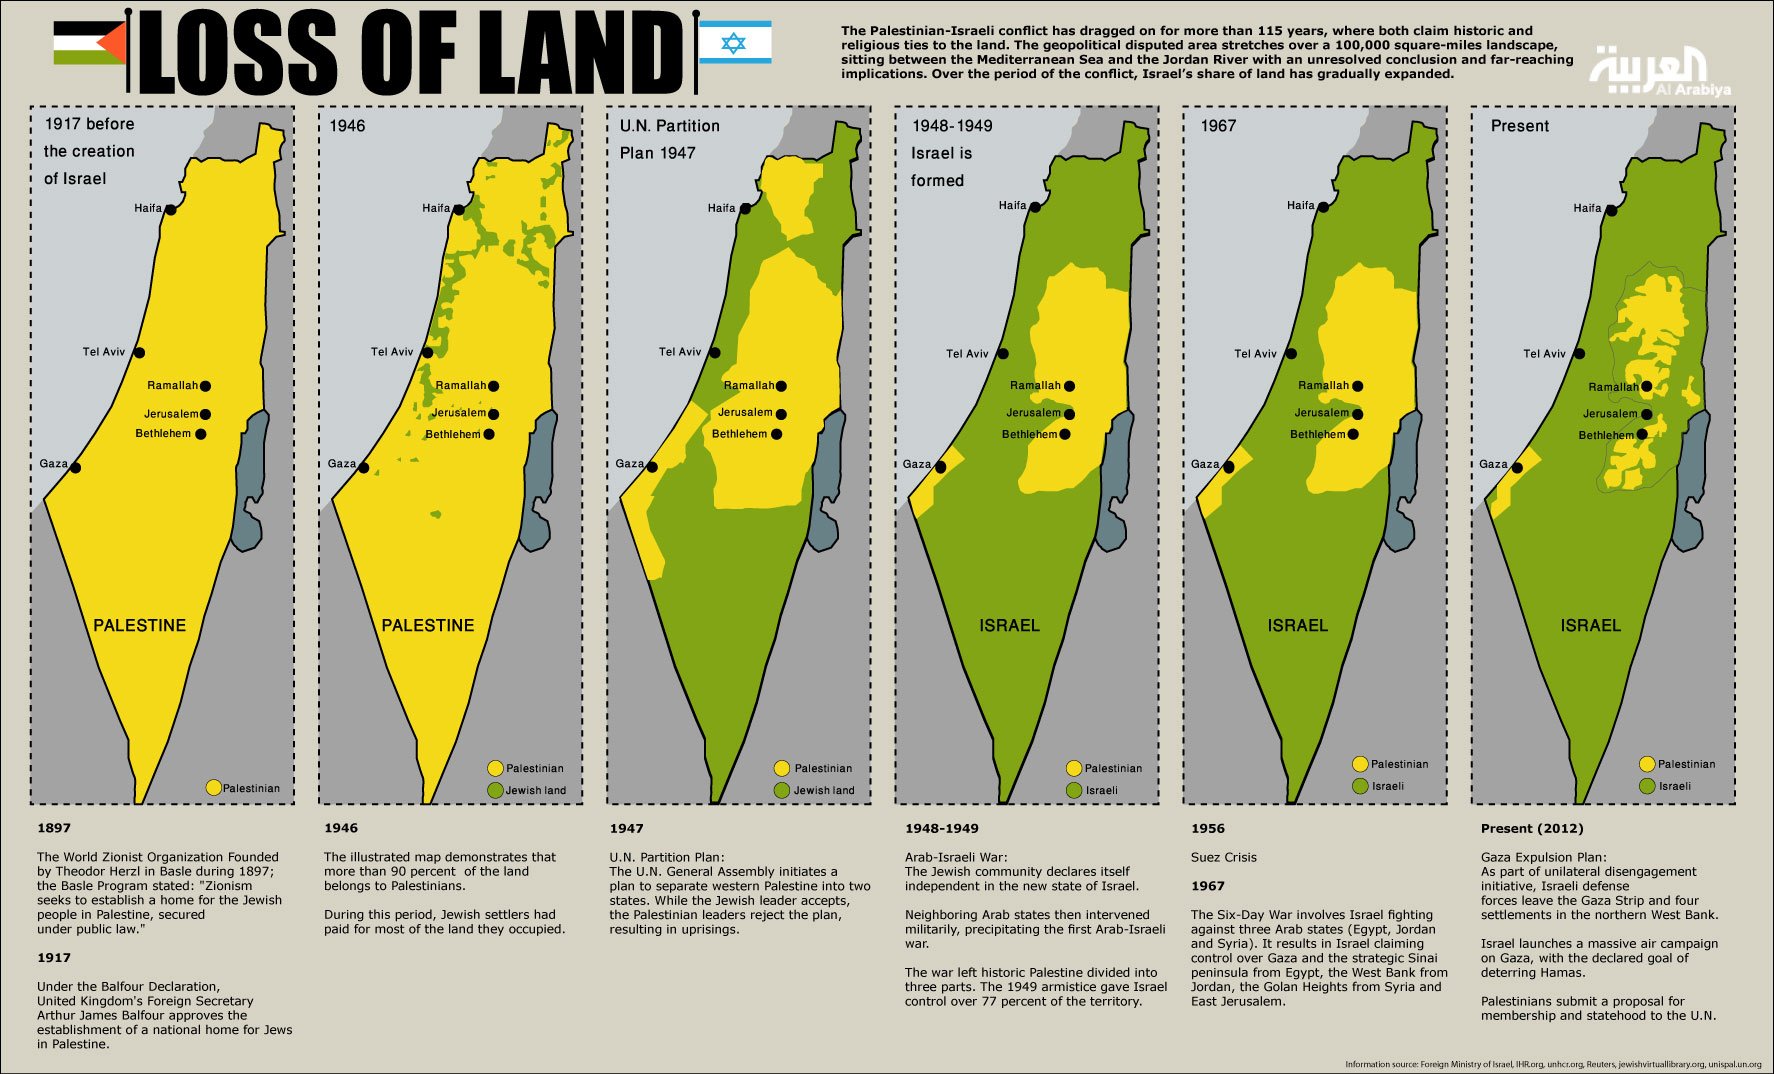 LOSS OF LAND
The Palestinian-Israeli conflict has dragged on for more than 115 years, where both claim historic and
religious ties to the land. The geopolitical disputed area stretches over a 100,000 square-miles landscape,
sitting between the Mediterranean Sea and the Jordan River with an unresolved conclusion and far-reaching
implications. Over the period of the conflict, Israel's share of land has gradually expanded.
العربية
Al Arabiya
1917 before
the creation
of Israel
Haifa
Tel Aviv
Ramallah
Jerusalem
Bethlehem
Gaza
PALESTINE
Palestinian
1946
Haifa
Tel Aviv
Ramallah
Jerusalem
Bethlehem
Gaza
PALESTINE
Palestinian
Jewish land
U.N. Partition
Plan 1947
Haifa
Tel Aviv
Ramallah
Jerusalem
Bethlehem
Gaza
Palestinian
Jewish land
1948-1949
Israel is
formed
Haifa
Tel Aviv
Ramallah
Jerusalem
Bethlehem
Gaza
ISRAEL
Palestinian
Israeli
1967
Haifa
Tel Aviv
Ramallah
Jerusalem
Bethlehem
Gaza
ISRAEL
Palestinian
Israeli
Present
Haifa
Tel Aviv
Ramallah
Jerusalem
Bethlehem
Gaza
ISRAEL
Palestinian
Israeli
1897
The World Zionist Organization Founded
by Theodor Herzl in Basle during 1897;
the Basle Program stated: "Zionism
seeks to establish a home for the Jewish
people in Palestine, secured
under public law."
1917
Under the Balfour Declaration,
United Kingdom's Foreign Secretary
Arthur James Balfour approves the
establishment of a national home for Jews
in Palestine.
1946
The illustrated map demonstrates that
more than 90 percent of the land
belongs to Palestinians.
During this period, Jewish settlers had
paid for most of the land they occupied.
1947
U.N. Partition Plan:
The U.N. General Assembly initiates a
plan to separate western Palestine into two
states. While the Jewish leader accepts,
the Palestinian leaders reject the plan,
resulting in uprisings.
1948-1949
Arab-Israeli War:
The Jewish community declares itself
independent in the new state of Israel.
Neighboring Arab states then intervened
militarily, precipitating the first Arab-Israeli
war.
The war left historic Palestine divided into
three parts. The 1949 armistice gave Israel
control over 77 percent of the territory.
1956
Suez Crisis
1967
The Six-Day War involves Israel fighting
against three Arab states (Egypt, Jordan
and Syria). It results in Israel claiming
control over Gaza and the strategic Sinai
peninsula from Egypt, the West Bank from
Jordan, the Golan Heights from Syria and
East Jerusalem.
Present (2012)
Gaza Expulsion Plan:
As part of unilateral disengagement
initiative, Israeli defense
forces leave the Gaza Strip and four
settlements in the northern West Bank.
Israel launches a massive air campaign
on Gaza, with the declared goal of
deterring Hamas.
Palestinians submit a proposal for
membership and statehood to the U.N.
Information source: Foreign Ministry of Israel, IHR.org, unhcr.org, Reuters, jewishvirtuallibrary.org, unispal.un.org